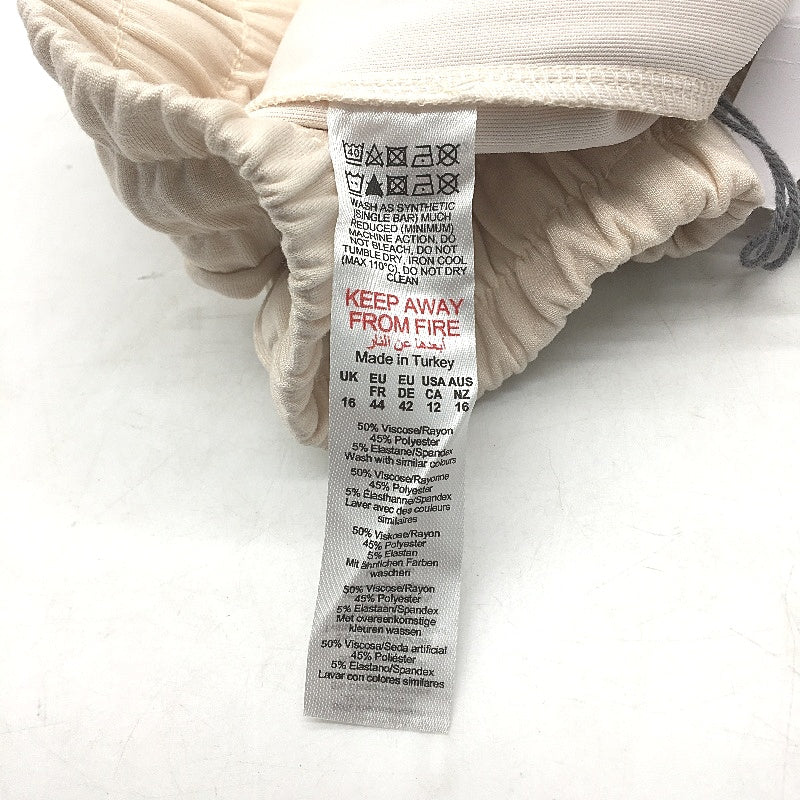 40
WASH AS SYNTHETIC
(SINGLE BAR) MUCH
REDUCED (MINIMUM)
MACHINE ACTION, DO
NOT BLEACH, DO NOT
TUMBLE DRY, IRON COOL
(MAX 110°C), DO NOT DRY
CLEAN
KEEP AWAY
FROM FIRE
أبعدها عن النار
Made in Turkey
UK EU EU USA AUS
FR DE CA NZ
16 44 42 12 16
50% Viscose/Rayon
45% Polyester
5% Elastane/Spandex
Wash with similar colours
50% Viscose/Rayonne
45% Polyester
5% Élasthanne/Spandex
Laver avec des couleurs
similaires
50% Viskose/Rayon
45% Polyester
5% Elastan
Mit ähnlichen Farben
waschen
50% Viscose/Rayon
45% Polyester
5% Elastaan/Spandex
Met overeenkomstige
kleuren wassen
50% Viscosa/Seda artificial
45% Poliéster
5% Elastano/Spandex
Lavar con colores similares